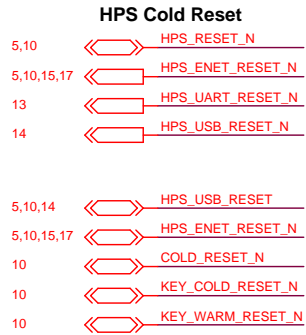 HPS Cold Reset
5,10 HPS_RESET_N
5,10,15,17 HPS_ENET_RESET_N
13 HPS_UART_RESET_N
14 HPS_USB_RESET_N
5,10,14 HPS_USB_RESET
5,10,15,17 HPS_ENET_RESET_N
10 COLD_RESET_N
10 KEY_COLD_RESET_N
10 KEY_WARM_RESET_N